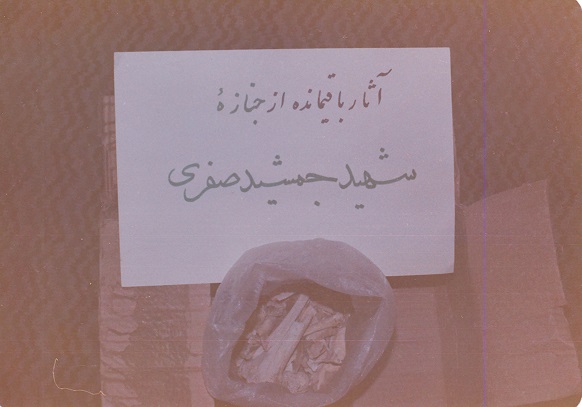 آثار باقیمانده از جنازهٔ
شهید جمشید صفری